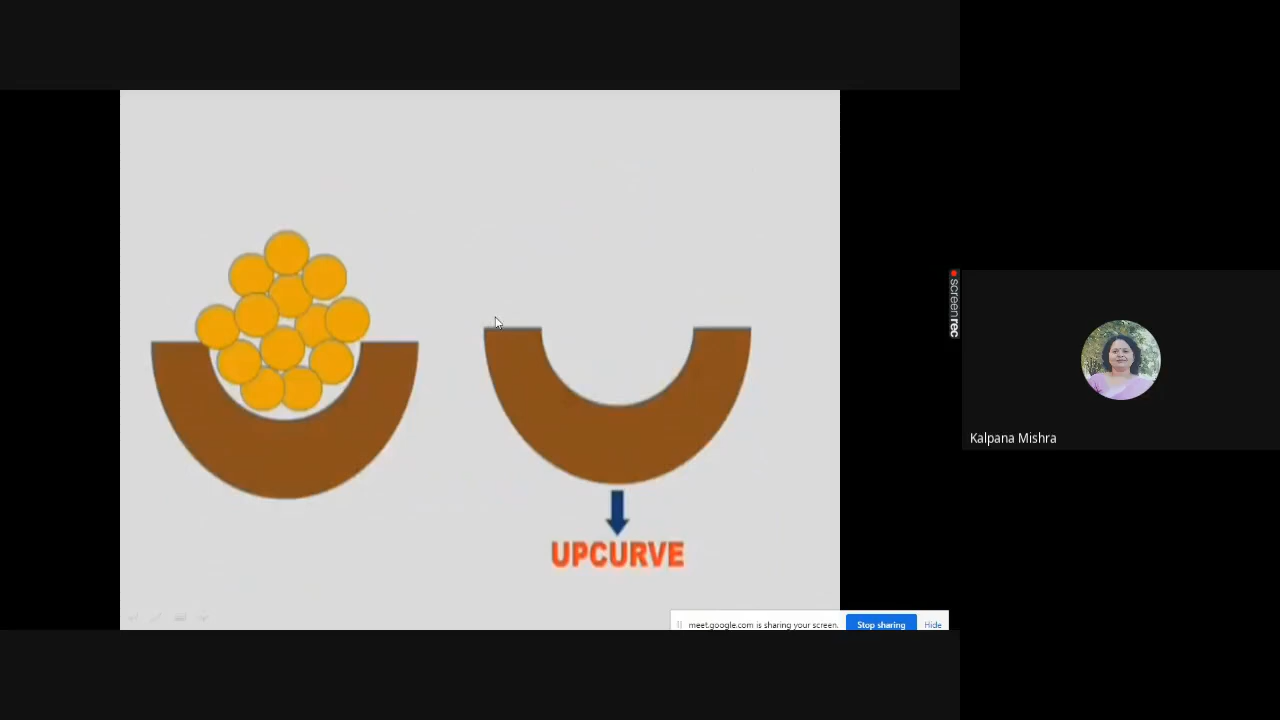 screenrec
Kalpana Mishra
UPCURVE
meet.google.com is sharing your screen.
Stop sharing
Hide